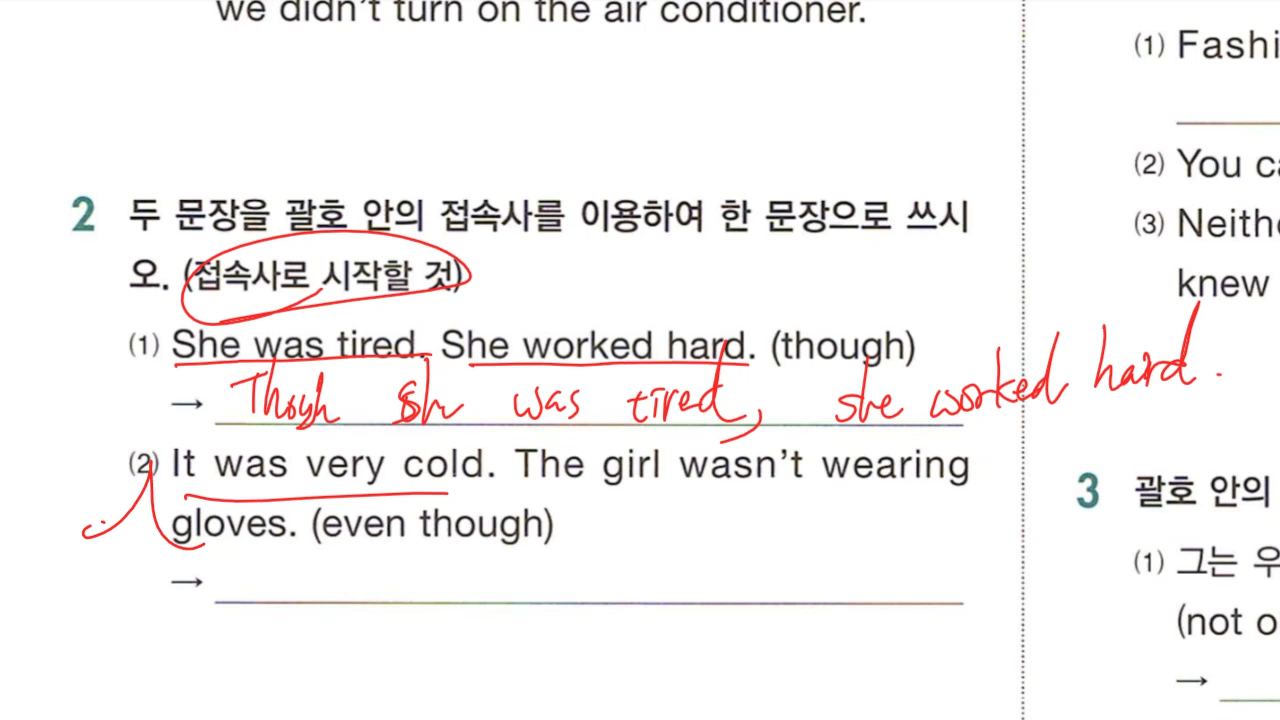 we didn't turn on the air conditioner.
2 두 문장을 괄호 안의 접속사를 이용하여 한 문장으로 쓰시
오. (접속사로 시작할 것)
(1) She was tired. She worked hard. (though)
→ Though she was tired, she worked hard.
(2) It was very cold. The girl wasn't wearing
gloves. (even though)
→
(1) Fashi
(2) You ca
(3) Neithe
knew
3 괄호 안의
(1) 그는 우
(not o
→